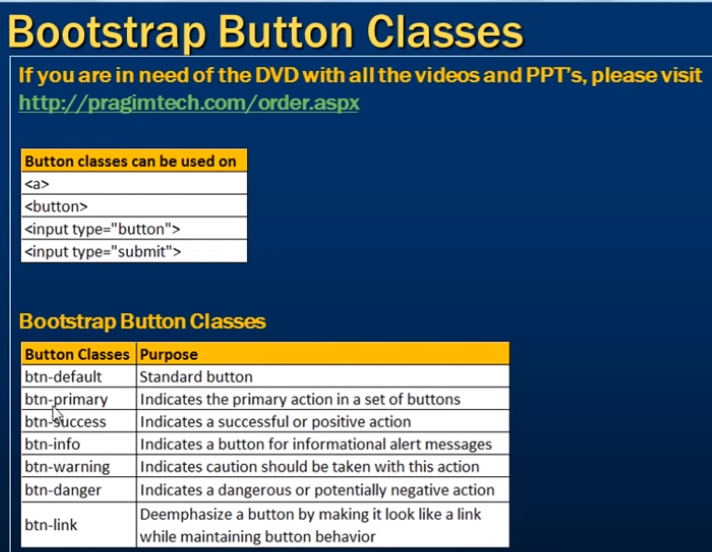 Bootstrap Button Classes
If you are in need of the DVD with all the videos and PPT's, please visit
http://pragimtech.com/order.aspx
Button classes can be used on
<a>
<button>
<input type="button">
<input type="submit">
Bootstrap Button Classes
Button Classes Purpose
btn-default Standard button
btn-primary Indicates the primary action in a set of buttons
btn-success Indicates a successful or positive action
btn-info Indicates a button for informational alert messages
btn-warning Indicates caution should be taken with this action
btn-danger Indicates a dangerous or potentially negative action
btn-link Deemphasize a button by making it look like a link
while maintaining button behavior